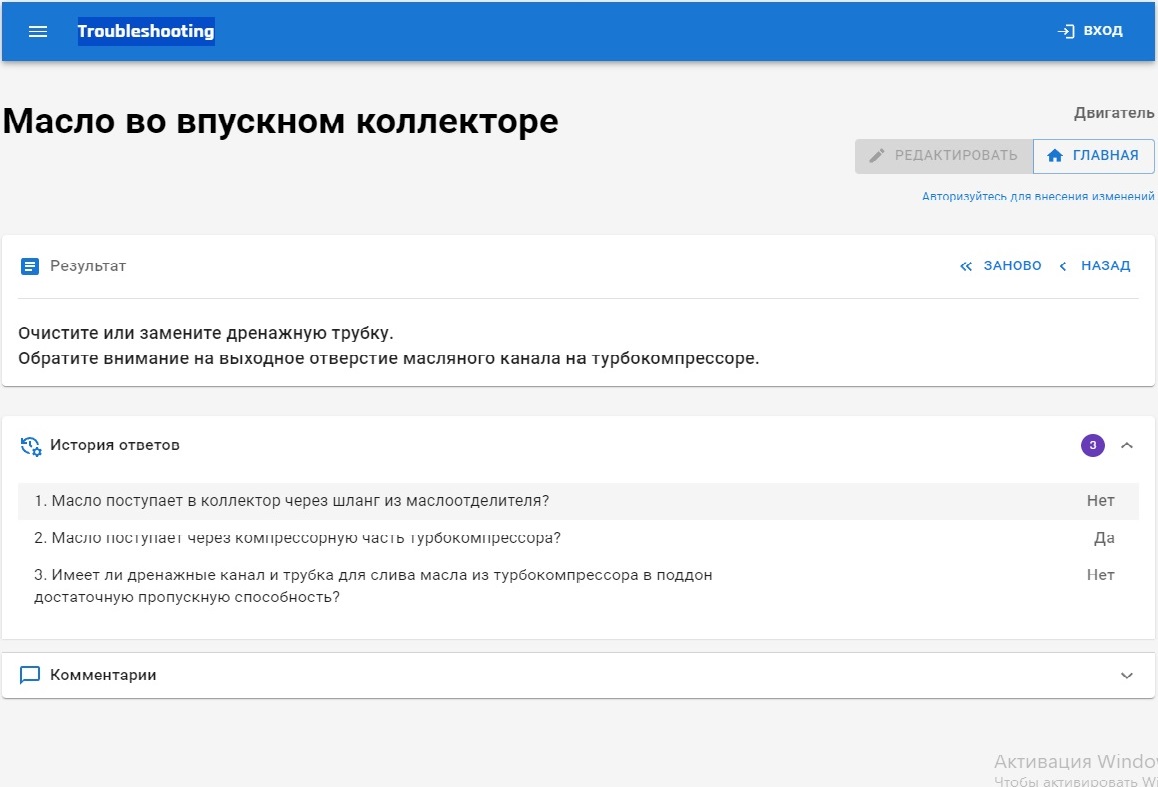 Troubleshooting
ВХОД
Масло во впускном коллекторе
Двигатель
РЕДАКТИРОВАТЬ
ГЛАВНАЯ
Авторизуйтесь для внесения изменений
Результат
ЗАНОВО
НАЗАД
Очистите или замените дренажную трубку.
Обратите внимание на выходное отверстие масляного канала на турбокомпрессоре.
История ответов
3
1. Масло поступает в коллектор через шланг из маслоотделителя?
Нет
2. Масло поступает через компрессорную часть турбокомпрессора?
Да
3. Имеет ли дренажные канал и трубка для слива масла из турбокомпрессора в поддон
Нет
достаточную пропускную способность?
Комментарии
Активация Windo
Чтобы активировать Wi